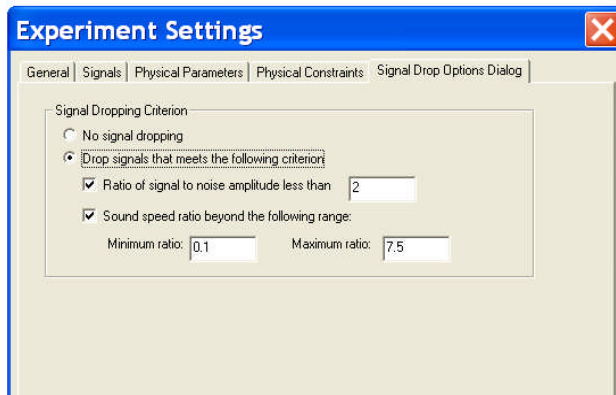 Experiment Settings
General Signals Physical Parameters Physical Constraints Signal Drop Options Dialog
Signal Dropping Criterion
No signal dropping
Drop signals that meets the following criterion
Ratio of signal to noise amplitude less than 2
Sound speed ratio beyond the following range:
Minimum ratio: 0.1 Maximum ratio: 7.5